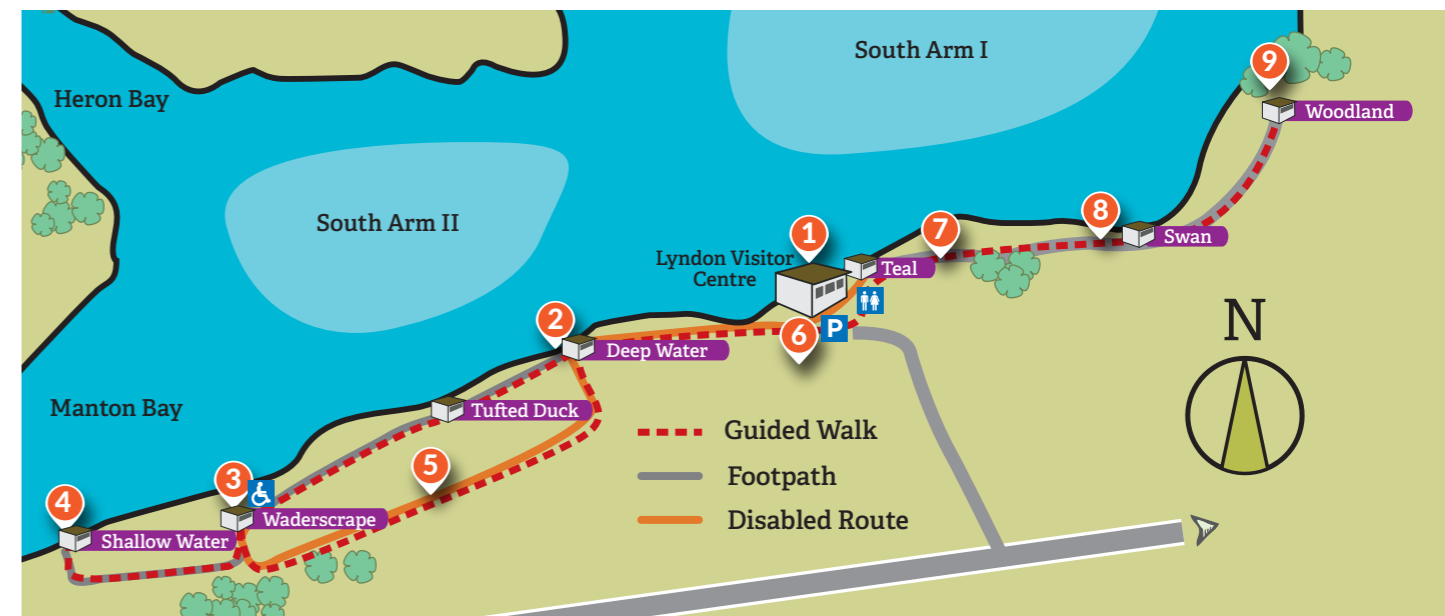 South Arm I
9
Heron Bay
Woodland
8
7
South Arm II
1
Swan
Lyndon Visitor
Centre
Teal
2
6
P
N
Deep Water
Manton Bay
Tufted Duck
Guided Walk
5
3
Footpath
4
Waderscrape
Disabled Route
Shallow Water